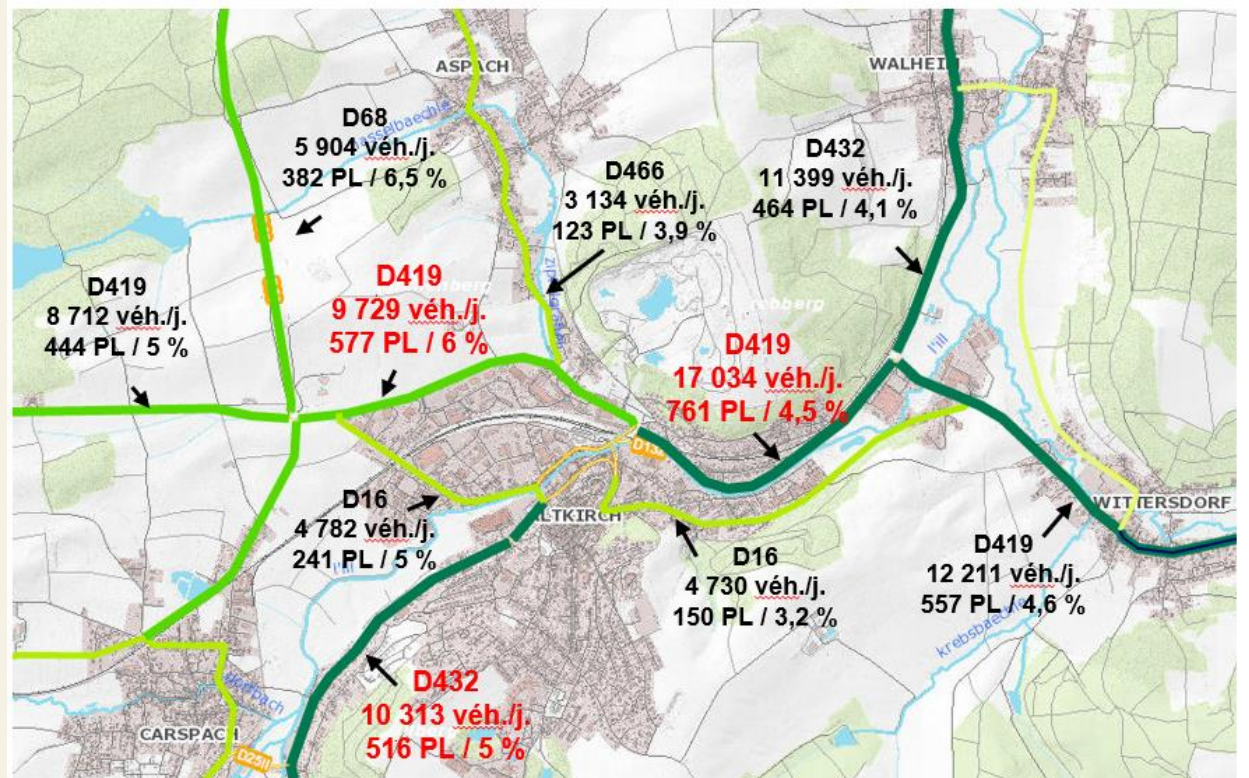 ASPACH
WALHEIM
D68
5 904 véh./j.
382 PL / 6,5 %
D466
3 134 véh./j.
123 PL / 3,9 %
D432
11 399 véh./j.
464 PL / 4,1 %
D419
8 712 véh./j.
444 PL / 5 %
D419
9 729 véh./j.
577 PL / 6 %
rebberg
D419
17 034 véh./j.
761 PL / 4,5 %
l'ill
D16
4 782 véh./j.
241 PL / 5 %
l'ill
ALTKIRCH
D16
4 730 véh./j.
150 PL / 3,2 %
WITTERSDORF
D419
12 211 véh./j.
557 PL / 4,6 %
krebsbaechle
D432
10 313 véh./j.
516 PL / 5 %
CARSPACH